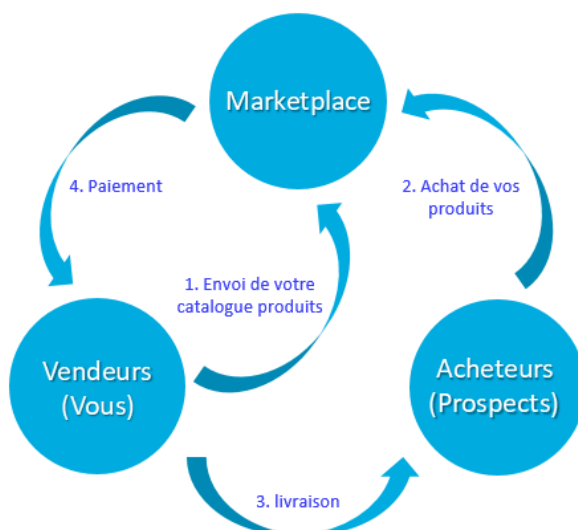 Marketplace
4. Paiement
2. Achat de vos
produits
1. Envoi de votre
catalogue produits
Vendeurs
(Vous)
Acheteurs
(Prospects)
3. livraison